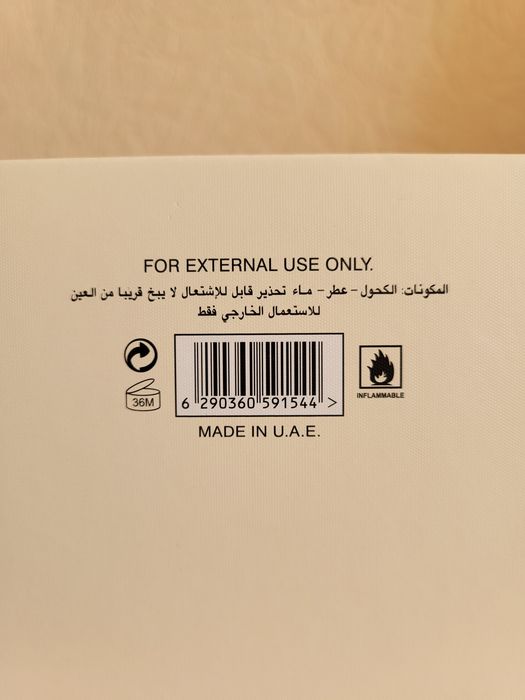 FOR EXTERNAL USE ONLY.
المكونات: الكحول - عطر - ماء تحذير قابل للإشتعال لا يبخ قريبا من العين
للاستعمال الخارجي فقط
36M
6 290360 591544 >
INFLAMMABLE
MADE IN U.A.E.